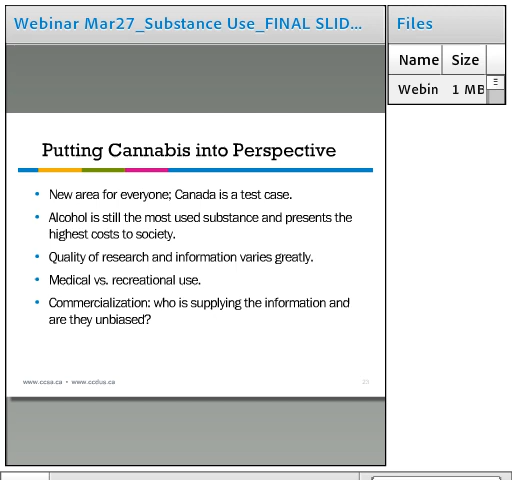 Webinar Mar27_Substance Use_FINAL SLID...
Files
Name Size
Webin 1 MB
Putting Cannabis into Perspective
• New area for everyone; Canada is a test case.
• Alcohol is still the most used substance and presents the
highest costs to society.
• Quality of research and information varies greatly.
• Medical vs. recreational use.
• Commercialization: who is supplying the information and
are they unbiased?
www.ccsa.ca • www.ccdus.ca
23